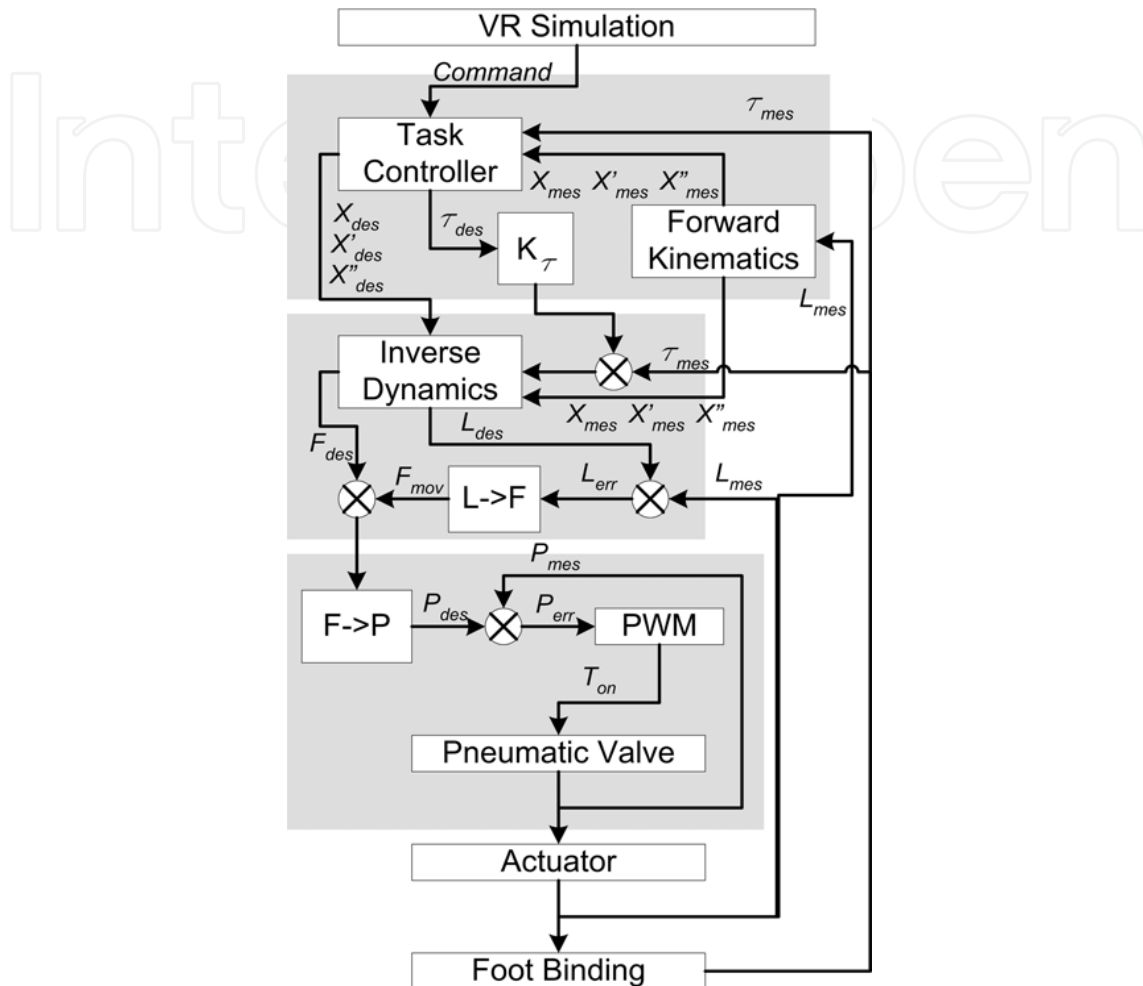 VR Simulation
Command
τmes
Task
Controller
Xmes X'mes X"mes
Xdes
X'des
X"des
τdes
Kτ
Forward
Kinematics
Lmes
Inverse
Dynamics
τmes
Xmes X'mes X"mes
Ldes
Fdes
Fmov
L->F
Lerr
Lmes
Pmes
F->P
Pdes
Perr
PWM
Ton
Pneumatic Valve
Actuator
Foot Binding